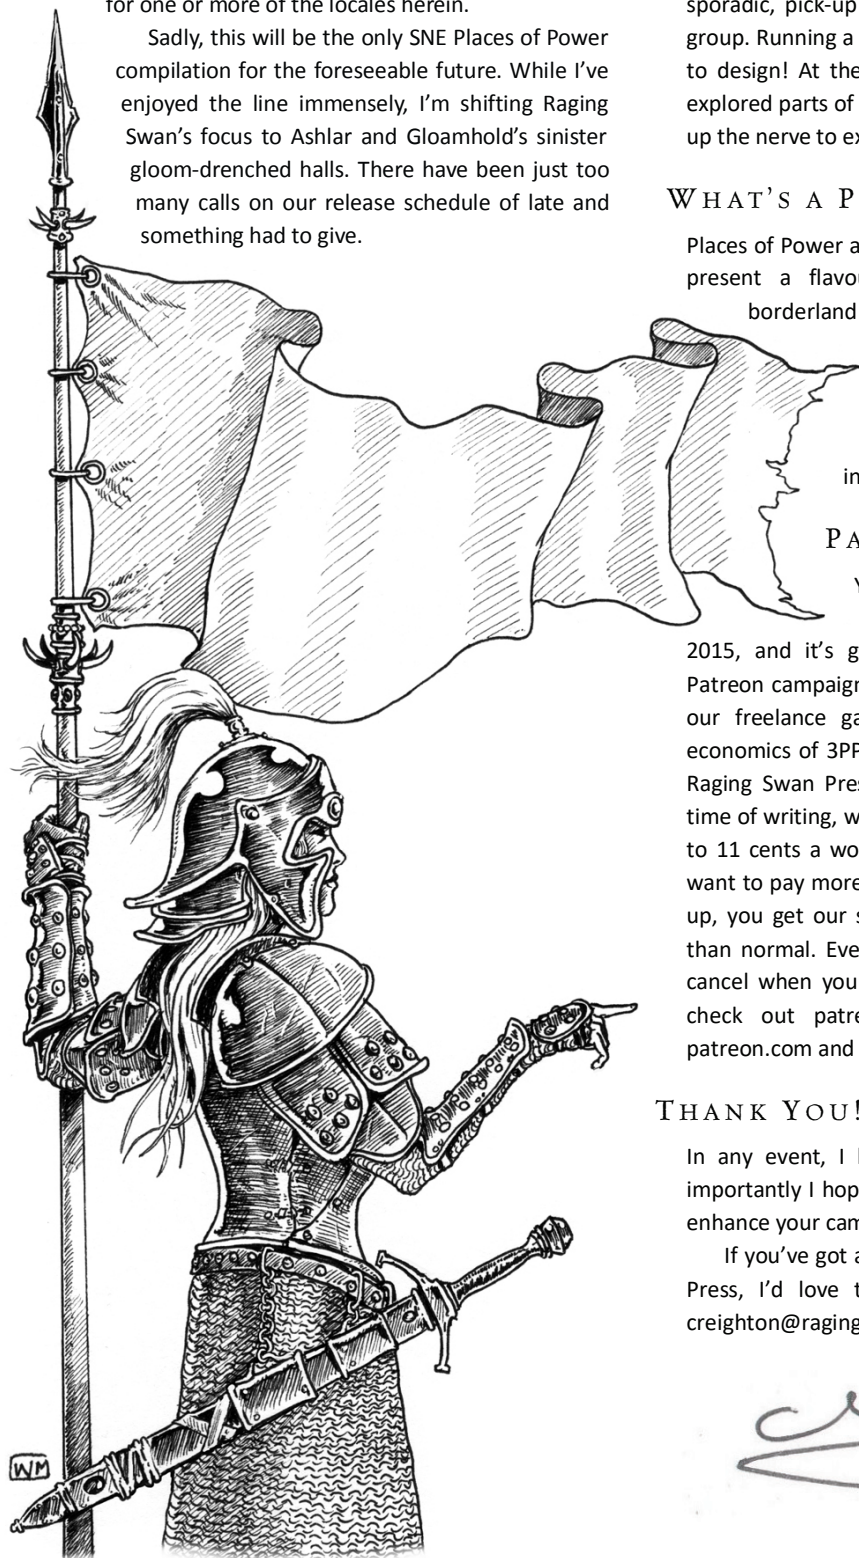 for one or more of the locales herein.
Sadly, this will be the only SNE Places of Power
compilation for the foreseeable future. While I’ve
enjoyed the line immensely, I’m shifting Raging
Swan’s focus to Ashlar and Gloamhold’s sinister
gloom-drenched halls. There have been just too
many calls on our release schedule of late and
something had to give.
WM
sporadic, pick-up
group. Running a
to design! At the
explored parts of
up the nerve to ex
WHAT’S A P
Places of Power a
present a flavou
borderland
in
PA
Y
2015, and it’s g
Patreon campaign
our freelance ga
economics of 3PP
Raging Swan Pres
time of writing, w
to 11 cents a wo
want to pay more
up, you get our s
than normal. Eve
cancel when you
check out patre
patreon.com and
THANK YOU!
In any event, I
importantly I hop
enhance your cam
If you’ve got a
Press, I’d love t
creighton@raging